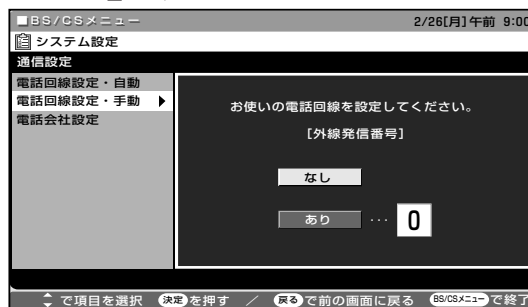 ■BS/CSメニュー 2/26[月]午前 9:00
システム設定
通信設定
電話回線設定・自動
電話回線設定・手動
電話会社設定
お使いの電話回線を設定してください。
[外線発信番号]
なし
あり … 0
で項目を選択 決定を押す / 戻るで前の画面に戻る BS/CSメニューで終了